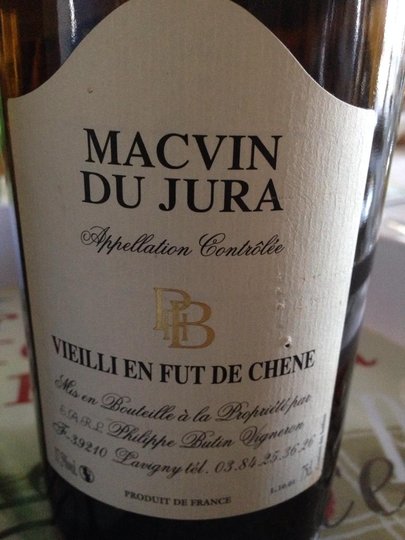 MACVIN
DU JURA
Appellation Contrôlée
PHB
VIEILLI EN FUT DE CHENE
Mis en Bouteille à la Propriété par
E.A.R.L. Philippe Butin Vigneron
F-39210 Lavigny tél. 03.84.25.36.26
PRODUIT DE FRANCE